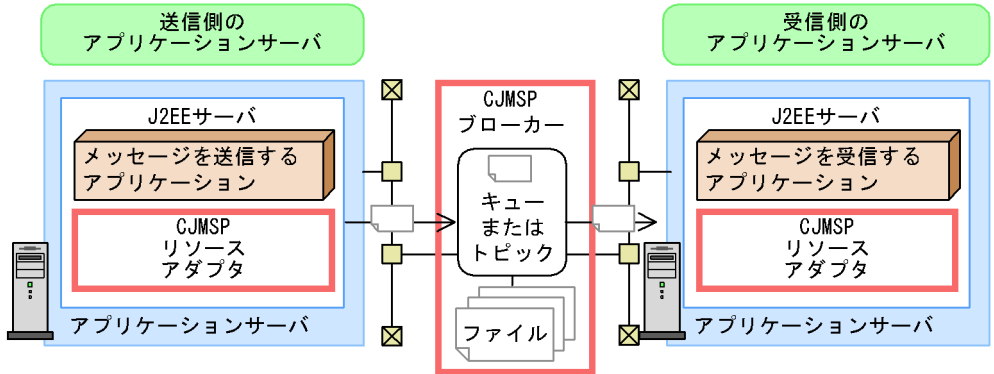 送信側の
アプリケーションサーバ
J2EEサーバ
メッセージを送信する
アプリケーション
CJMSP
リソース
アダプタ
アプリケーションサーバ
CJMSP
ブローカー
キュー
または
トピック
ファイル
受信側の
アプリケーションサーバ
J2EEサーバ
メッセージを受信する
アプリケーション
CJMSP
リソース
アダプタ
アプリケーションサーバ